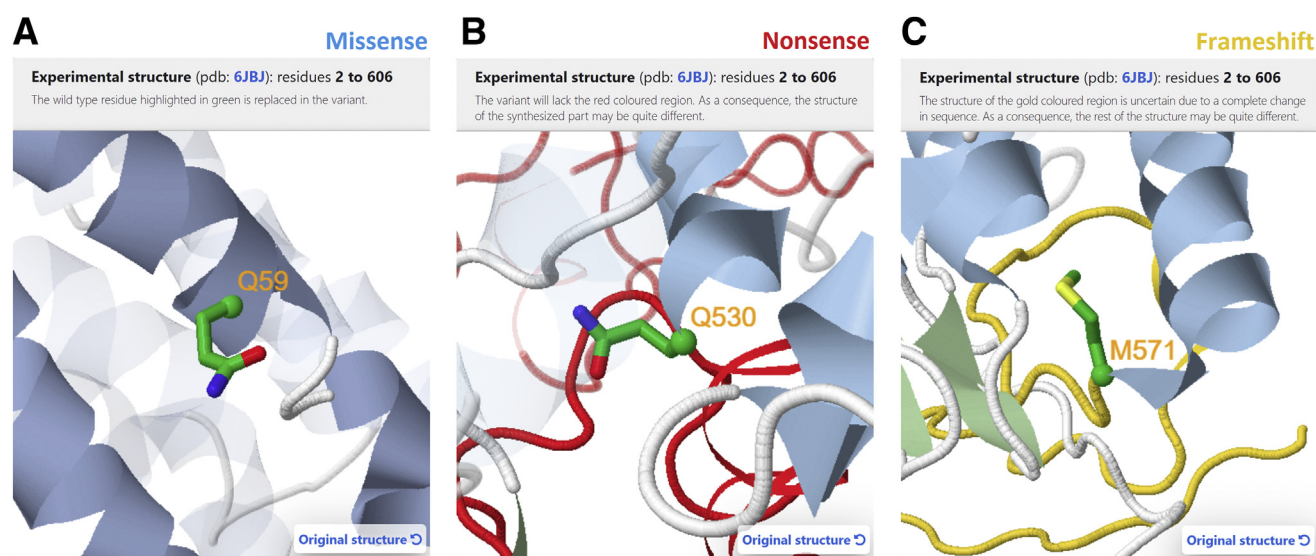 A
Missense
Experimental structure (pdb: 6JBJ): residues 2 to 606
The wild type residue highlighted in green is replaced in the variant.
Q59
Original structure
B
Nonsense
Experimental structure (pdb: 6JBJ): residues 2 to 606
The variant will lack the red coloured region. As a consequence, the structure
of the synthesized part may be quite different.
Q530
Original structure
C
Frameshift
Experimental structure (pdb: 6JBJ): residues 2 to 606
The structure of the gold coloured region is uncertain due to a complete change
in sequence. As a consequence, the rest of the structure may be quite different.
M571
Original structure